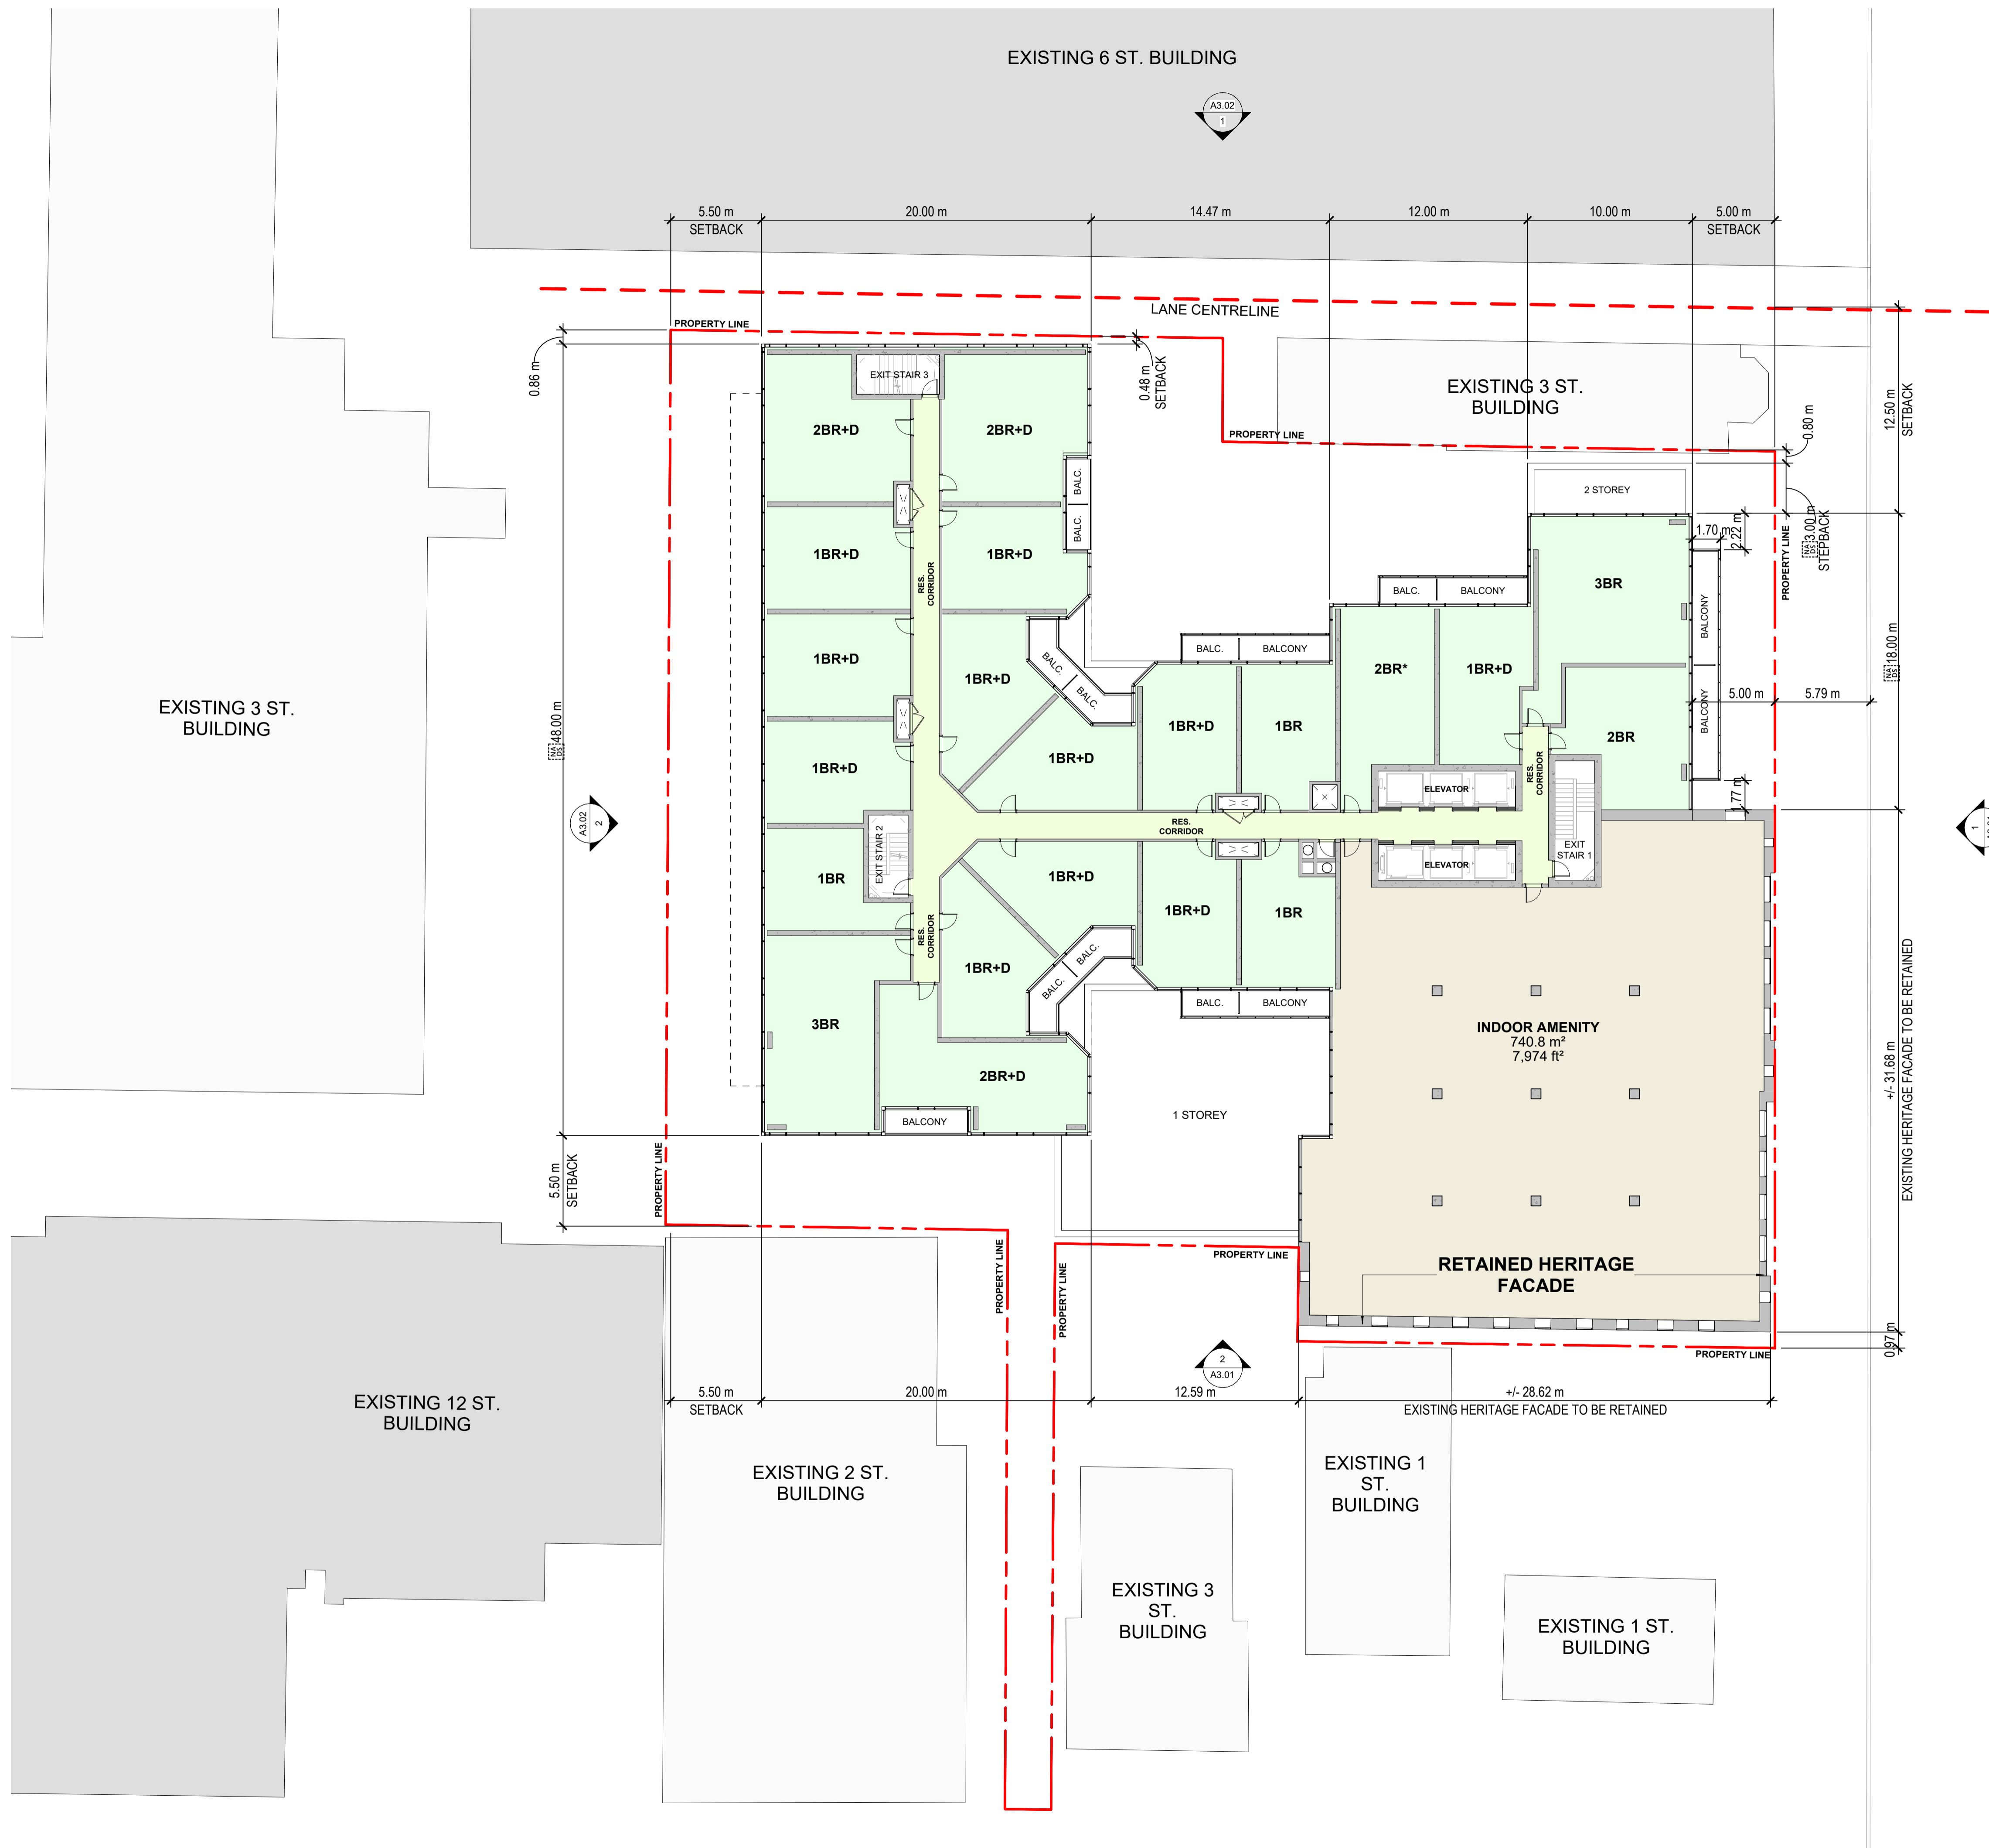 EXISTING 6 ST. BUILDING
A3.02
1
5.50 m
SETBACK
20.00 m
14.47 m
12.00 m
10.00 m
5.00 m
SETBACK
LANE CENTRELINE
PROPERTY LINE
0.86 m
0.48 m
SETBACK
EXISTING 3 ST.
BUILDING
PROPERTY LINE
12.50 m
SETBACK
0.80 m
EXIT STAIR 3
2BR+D
2BR+D
BALC.
BALC.
2 STOREY
3.00 m
STEPBACK
NA
DS
PROPERTY LINE
1.70 m
2.22 m
1BR+D
1BR+D
RES.
CORRIDOR
3BR
BALC.
BALCONY
BALCONY
NA
DS
18.00 m
1BR+D
1BR+D
BALC.
BALC.
BALC.
BALCONY
2BR*
1BR+D
5.00 m
5.79 m
EXISTING 3 ST.
BUILDING
NA
DS
48.00 m
1BR+D
1BR+D
1BR+D
1BR
2BR
BALCONY
RES.
CORRIDOR
ELEVATOR
1.77 m
A3.02
2
RES.
CORRIDOR
1
EXIT STAIR 2
EXIT
STAIR 1
ELEVATOR
1BR
1BR+D
1BR+D
1BR
RES.
CORRIDOR
BALC.
BALC.
1BR+D
3BR
BALC.
BALCONY
INDOOR AMENITY
740.8 m²
7,974 ft²
+/- 31.68 m
EXISTING HERITAGE FACADE TO BE RETAINED
2BR+D
BALCONY
1 STOREY
5.50 m
SETBACK
PROPERTY LINE
PROPERTY LINE
PROPERTY LINE
PROPERTY LINE
RETAINED HERITAGE
FACADE
0.97 m
PROPERTY LINE
2
A3.01
5.50 m
SETBACK
20.00 m
12.59 m
+/- 28.62 m
EXISTING HERITAGE FACADE TO BE RETAINED
EXISTING 12 ST.
BUILDING
EXISTING 2 ST.
BUILDING
EXISTING 1
ST.
BUILDING
EXISTING 3
ST.
BUILDING
EXISTING 1 ST.
BUILDING